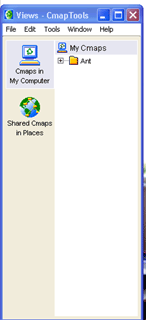 Views - CmapTools
File Edit Tools Window Help
Cmaps in
My Computer
Shared Cmaps
in Places
My Cmaps
Ant